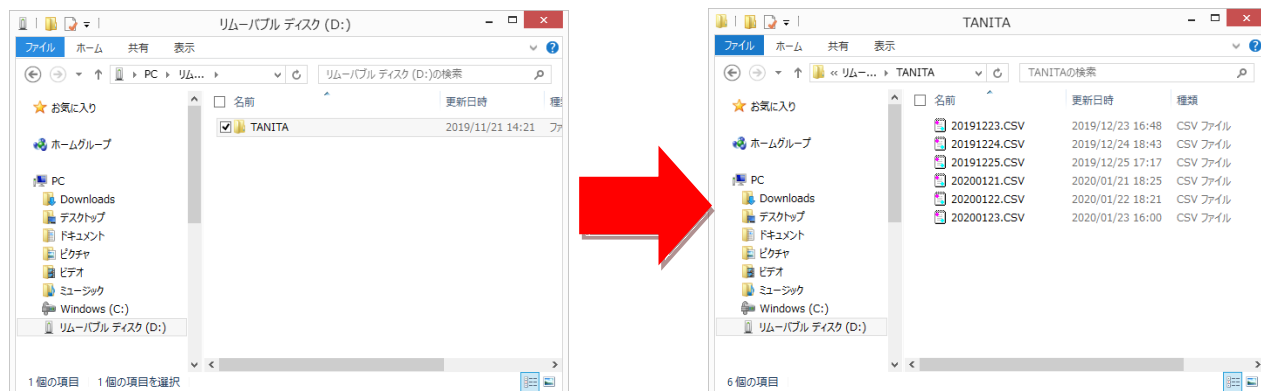 リムーバブル ディスク (D:)
ファイル ホーム 共有 表示
PC リム... リムーバブル ディスク (D:)の検索
お気に入り
ホームグループ
PC
Downloads
デスクトップ
ドキュメント
ピクチャ
ビデオ
ミュージック
Windows (C:)
リムーバブル ディスク (D:)
名前 更新日時
TANITA 2019/11/21 14:21
1 個の項目 1 個の項目を選択
TANITA
ファイル ホーム 共有 表示
« リムー... TANITA TANITAの検索
お気に入り
ホームグループ
PC
Downloads
デスクトップ
ドキュメント
ピクチャ
ビデオ
ミュージック
Windows (C:)
リムーバブル ディスク (D:)
名前 更新日時 種類
20191223.CSV 2019/12/23 16:48 CSV ファイル
20191224.CSV 2019/12/24 18:43 CSV ファイル
20191225.CSV 2019/12/25 17:17 CSV ファイル
20200121.CSV 2020/01/21 18:25 CSV ファイル
20200122.CSV 2020/01/22 18:21 CSV ファイル
20200123.CSV 2020/01/23 16:00 CSV ファイル
6 個の項目